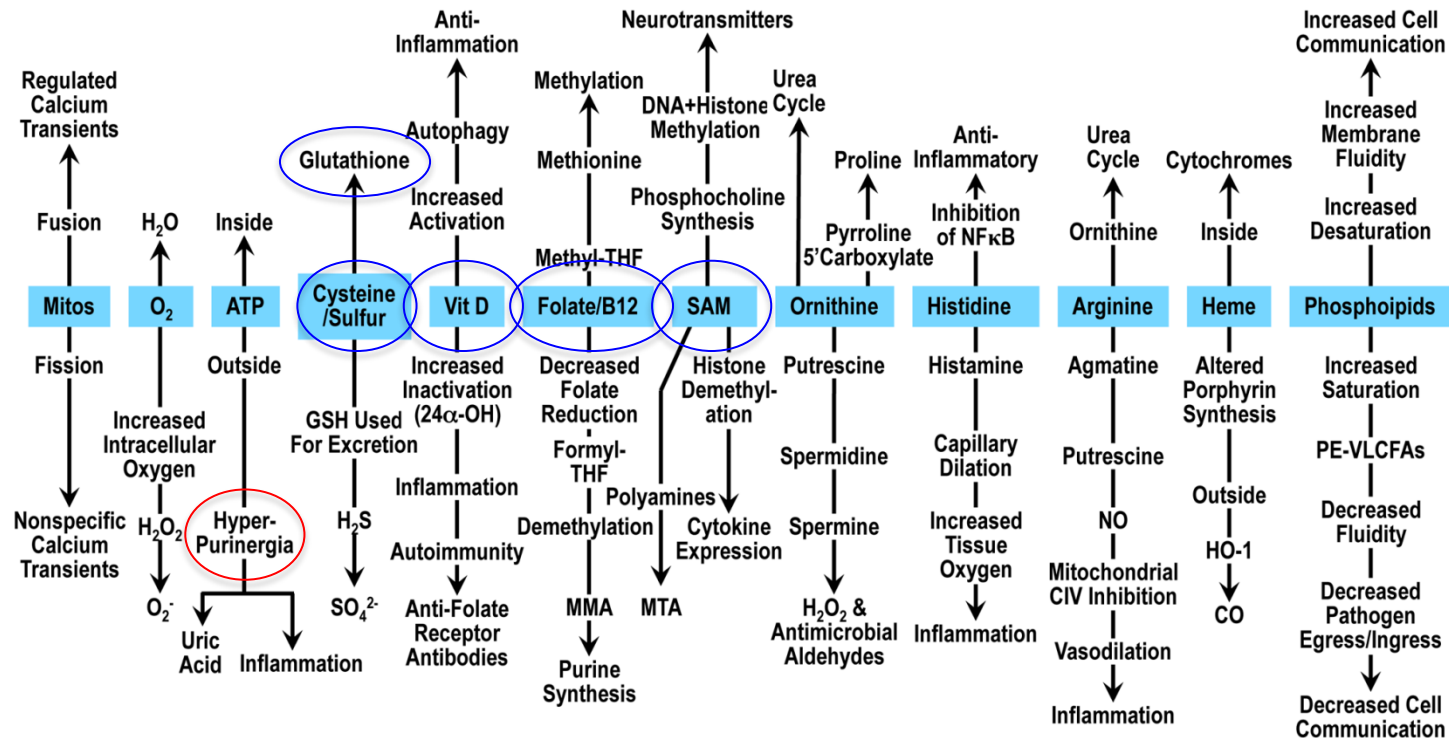 Regulated
Calcium
Transients
Fusion
Mitos
Fission
Nonspecific
Calcium
Transients
H₂O
O₂
Increased
Intracellular
Oxygen
H₂O₂
O₂⁻
Inside
ATP
Outside
Hyper-
Purinergia
Uric
Acid
Inflammation
Glutathione
Cysteine
/Sulfur
GSH Used
For Excretion
H₂S
SO₄²⁻
Anti-
Inflammation
Autophagy
Increased
Activation
Vit D
Increased
Inactivation
(24α-OH)
Inflammation
Autoimmunity
Anti-Folate
Receptor
Antibodies
Methylation
Methionine
Methyl-THF
Folate/B12
Decreased
Folate
Reduction
Formyl-
THF
Demethylation
MMA
Purine
Synthesis
Neurotransmitters
DNA+Histone
Methylation
Phosphocholine
Synthesis
SAM
Polyamines
MTA
Histone
Demethyl-
ation
Cytokine
Expression
Urea
Cycle
Proline
Pyrroline
5'Carboxylate
Ornithine
Putrescine
Spermidine
Spermine
H₂O₂ &
Antimicrobial
Aldehydes
Anti-
Inflammatory
Inhibition
of NFκB
Histidine
Histamine
Capillary
Dilation
Increased
Tissue
Oxygen
Inflammation
Urea
Cycle
Ornithine
Arginine
Agmatine
Putrescine
NO
Mitochondrial
CIV Inhibition
Vasodilation
Inflammation
Cytochromes
Inside
Heme
Altered
Porphyrin
Synthesis
Outside
HO-1
CO
Increased Cell
Communication
Increased
Membrane
Fluidity
Increased
Desaturation
Phosphoipids
Increased
Saturation
PE-VLCFAs
Decreased
Fluidity
Decreased
Pathogen
Egress/Ingress
Decreased Cell
Communication